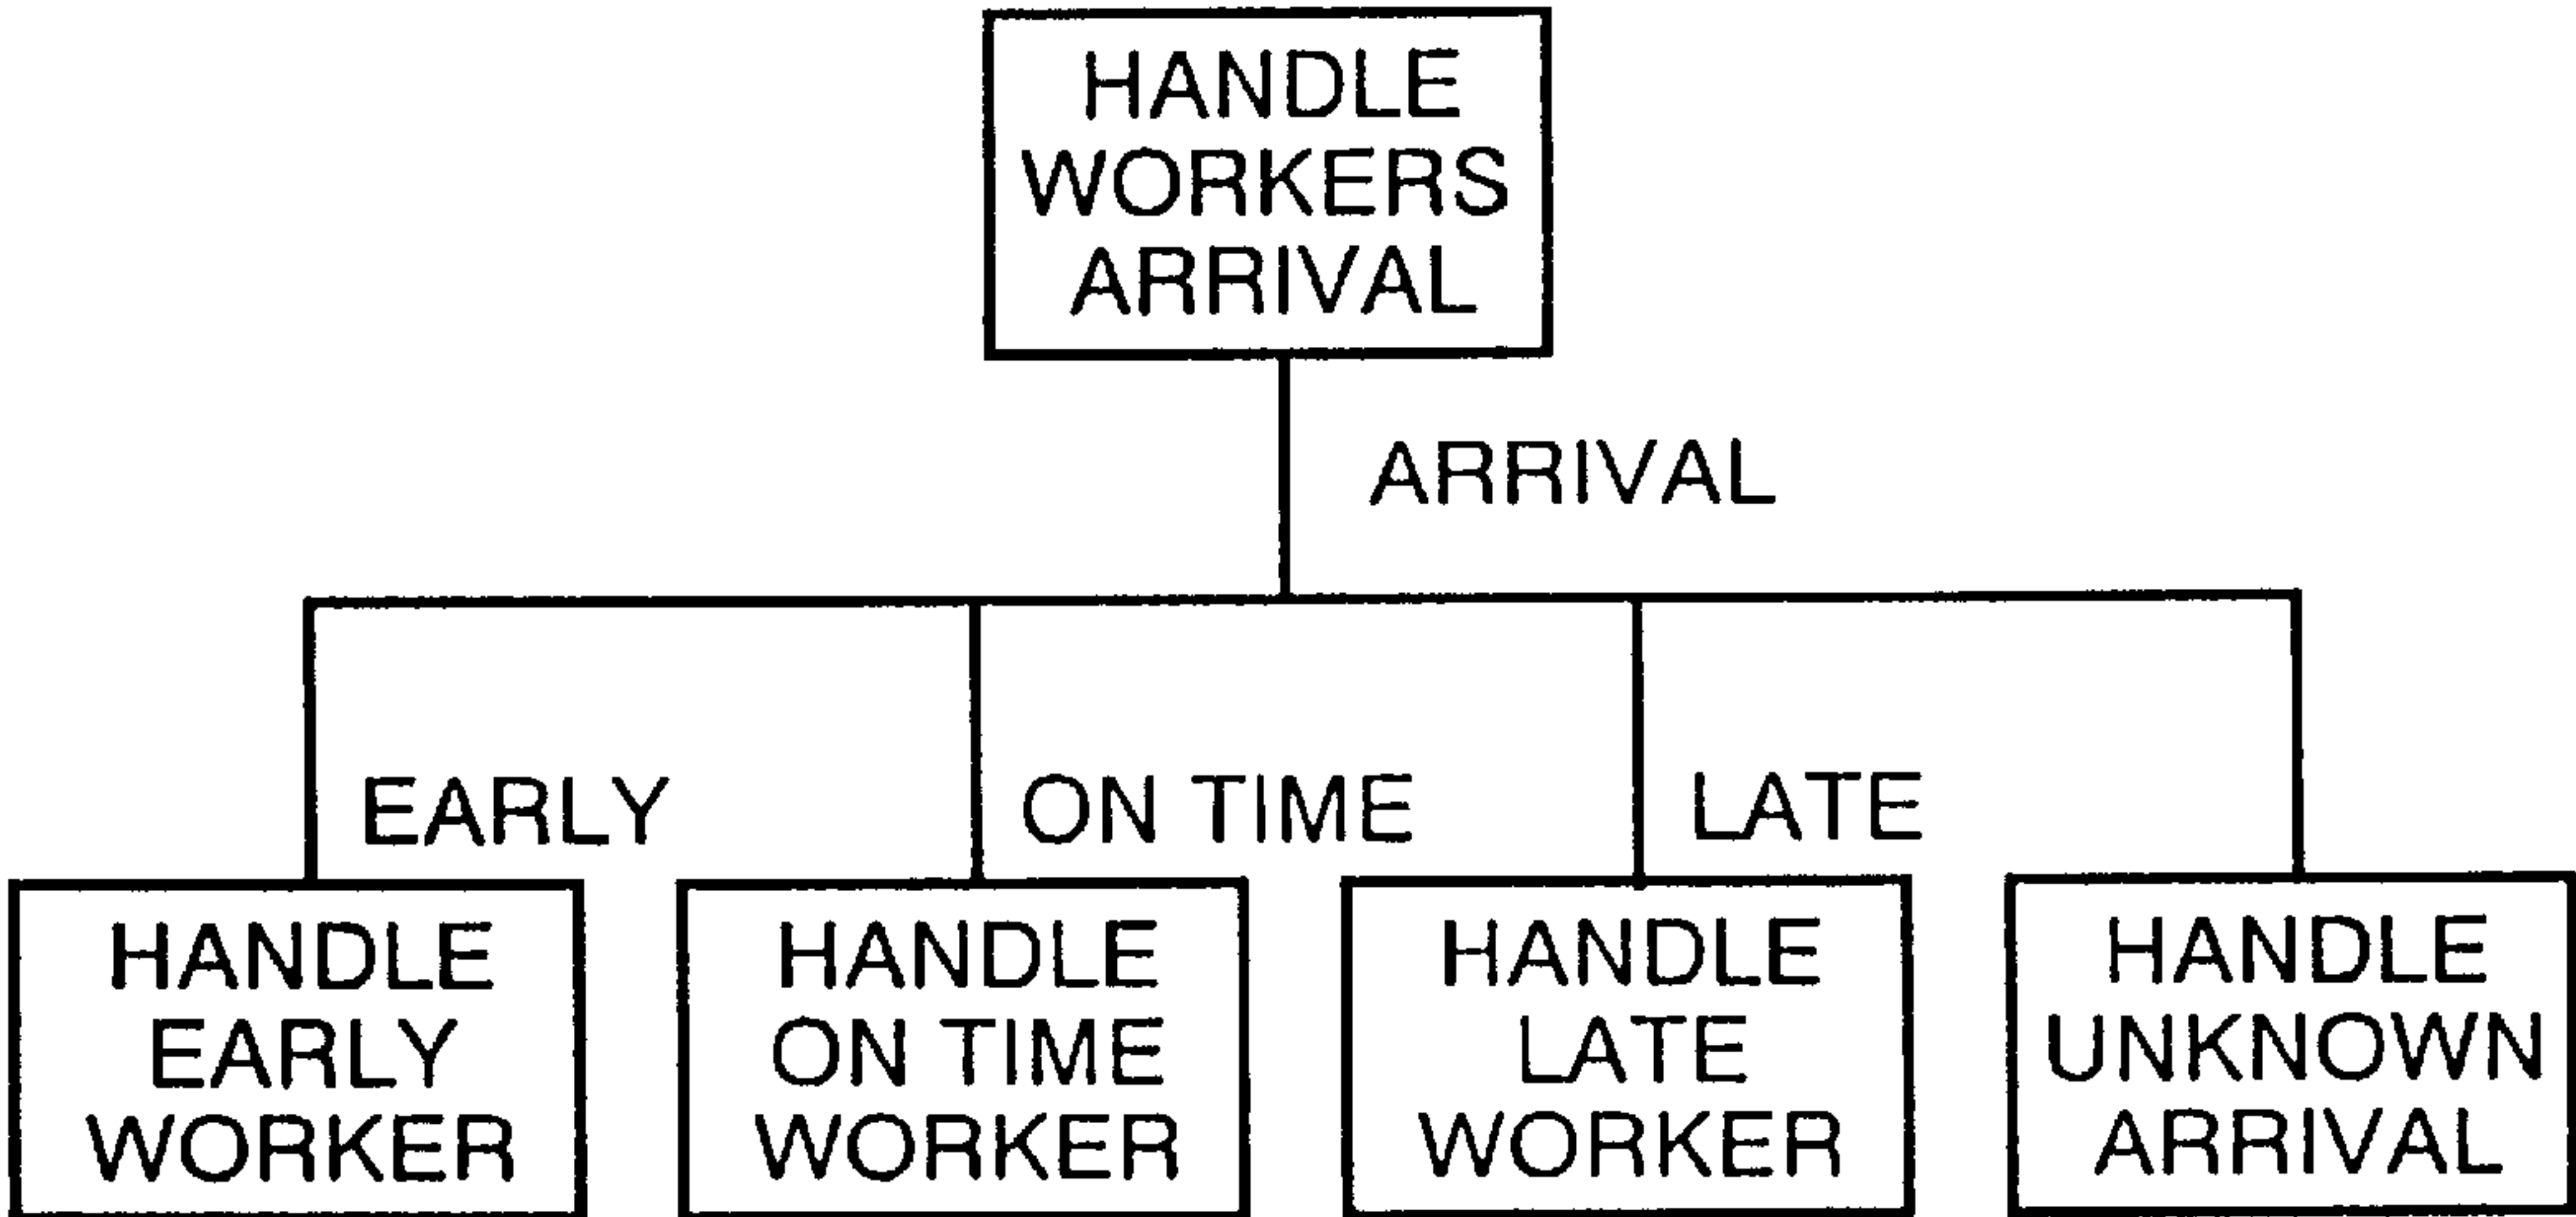 HANDLE
WORKERS
ARRIVAL
ARRIVAL
EARLY
ON TIME
LATE
HANDLE
EARLY
WORKER
HANDLE
ON TIME
WORKER
HANDLE
LATE
WORKER
HANDLE
UNKNOWN
ARRIVAL